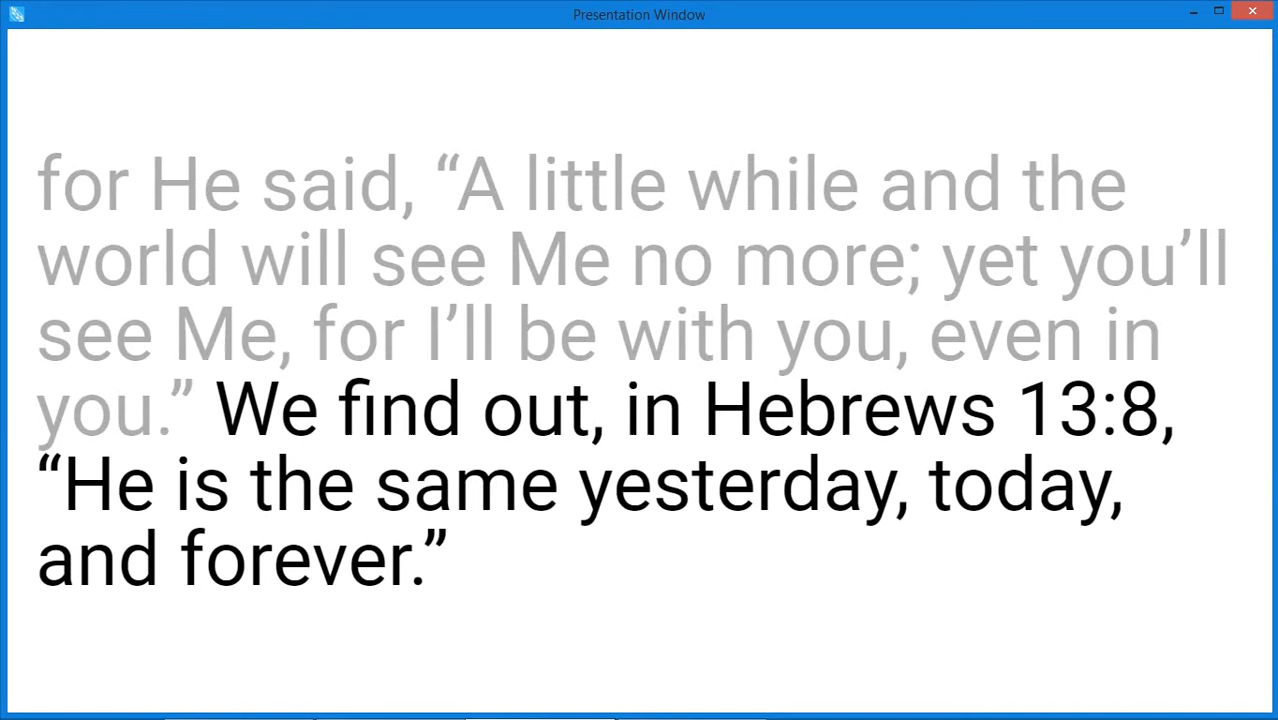 Presentation Window
for He said, “A little while and the
world will see Me no more; yet you’ll
see Me, for I’ll be with you, even in
you.” We find out, in Hebrews 13:8,
“He is the same yesterday, today,
and forever.”